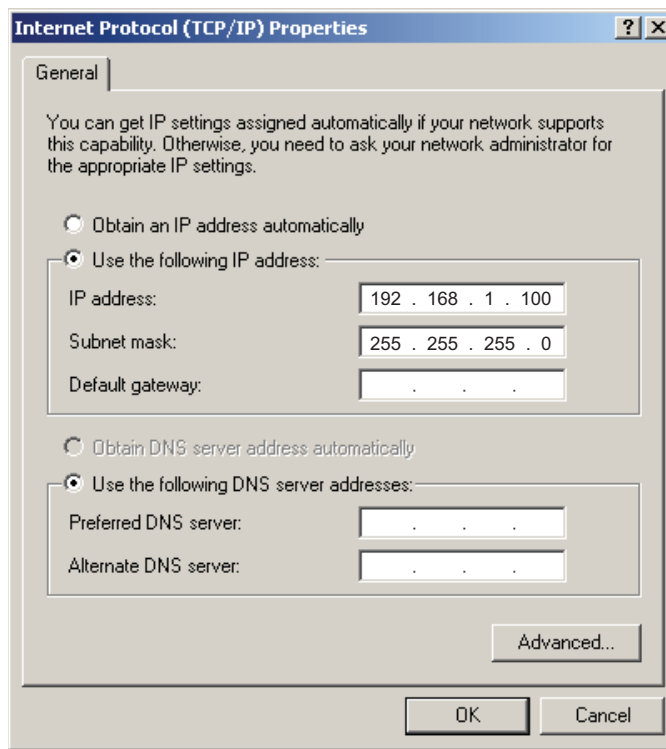 Internet Protocol (TCP/IP) Properties
General
You can get IP settings assigned automatically if your network supports
this capability. Otherwise, you need to ask your network administrator for
the appropriate IP settings.
Obtain an IP address automatically
Use the following IP address:
IP address: 192 . 168 . 1 . 100
Subnet mask: 255 . 255 . 255 . 0
Default gateway: . . .
Obtain DNS server address automatically
Use the following DNS server addresses:
Preferred DNS server: . . .
Alternate DNS server: . . .
Advanced...
OK Cancel